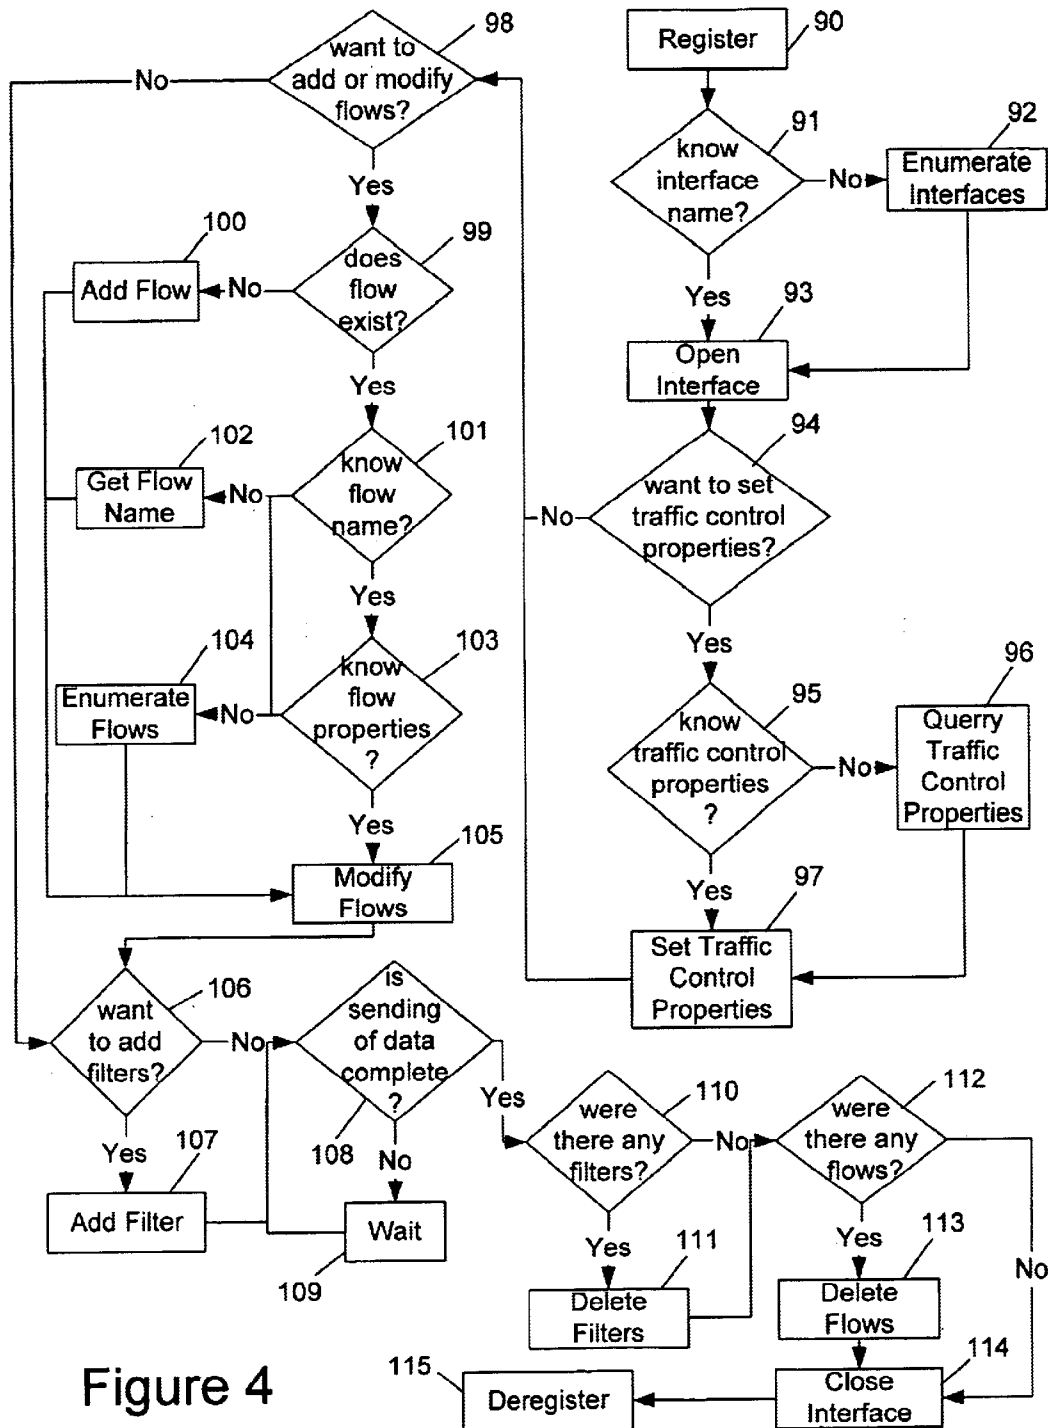 98
want to
add or modify
flows?
No
Yes
99
does
flow
exist?
No
100
Add Flow
Yes
101
know
flow
name?
No
102
Get Flow
Name
Yes
103
know
flow
properties
?
No
104
Enumerate
Flows
Yes
105
Modify
Flows
90
Register
91
know
interface
name?
No
92
Enumerate
Interfaces
Yes
93
Open
Interface
94
want to set
traffic control
properties?
No
Yes
95
know
traffic control
properties
?
No
96
Querry
Traffic
Control
Properties
Yes
97
Set Traffic
Control
Properties
106
want
to add
filters?
No
Yes
107
Add Filter
is
sending
of data
complete
?
108
Yes
No
Wait
109
110
were
there any
filters?
No
Yes
111
Delete
Filters
112
were
there any
flows?
No
Yes
113
Delete
Flows
114
Close
Interface
115
Deregister
Figure 4